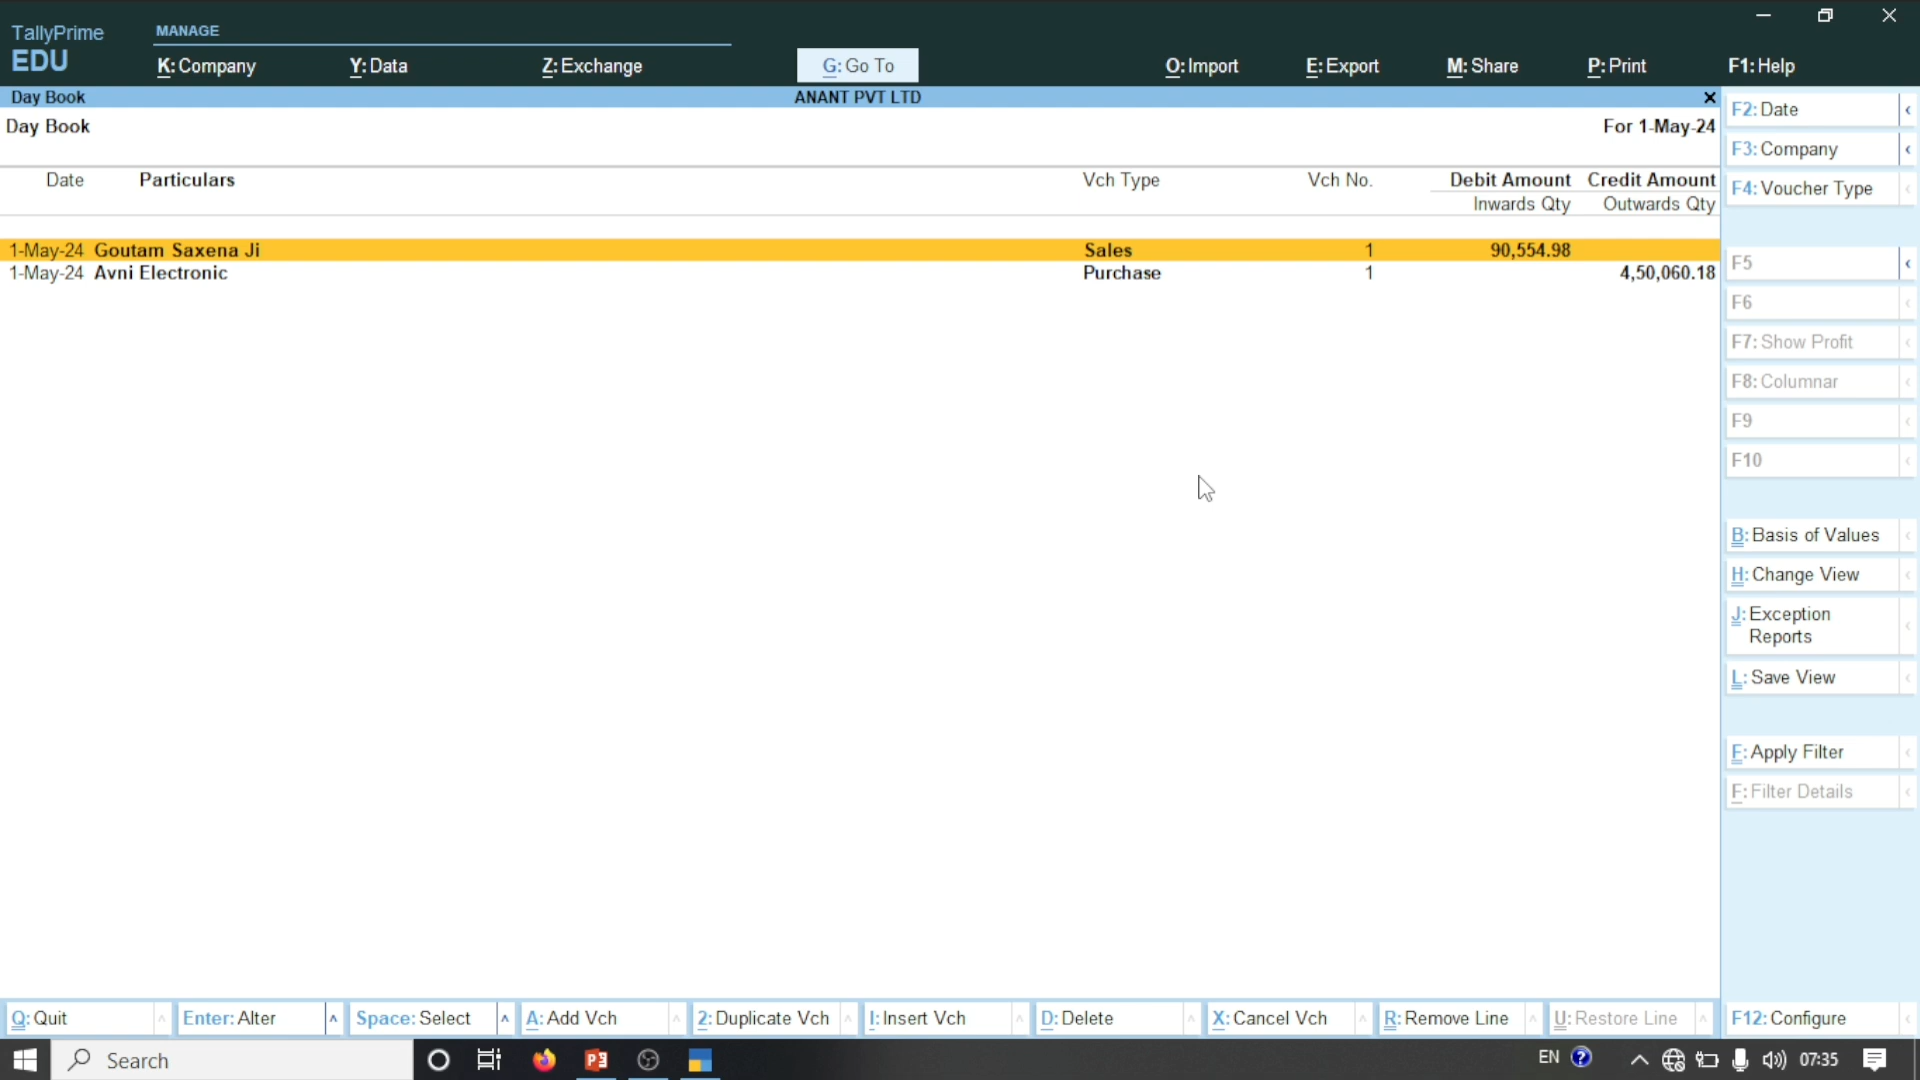 TallyPrime
EDU
MANAGE
K: Company
Y: Data
Z: Exchange
G: Go To
O: Import
E: Export
M: Share
P: Print
F1: Help
Day Book
ANANT PVT LTD
Day Book
For 1-May-24
Date Particulars Vch Type Vch No. Debit Amount Credit Amount
Inwards Qty Outwards Qty
1-May-24 Goutam Saxena Ji Sales 1 90,554.98
1-May-24 Avni Electronic Purchase 1 4,50,060.18
F2: Date
F3: Company
F4: Voucher Type
F5
F6
F7: Show Profit
F8: Columnar
F9
F10
B: Basis of Values
H: Change View
J: Exception
Reports
L: Save View
F: Apply Filter
F: Filter Details
Q: Quit
Enter: Alter
Space: Select
A: Add Vch
2: Duplicate Vch
I: Insert Vch
D: Delete
X: Cancel Vch
R: Remove Line
U: Restore Line
F12: Configure
Search
EN
07:35